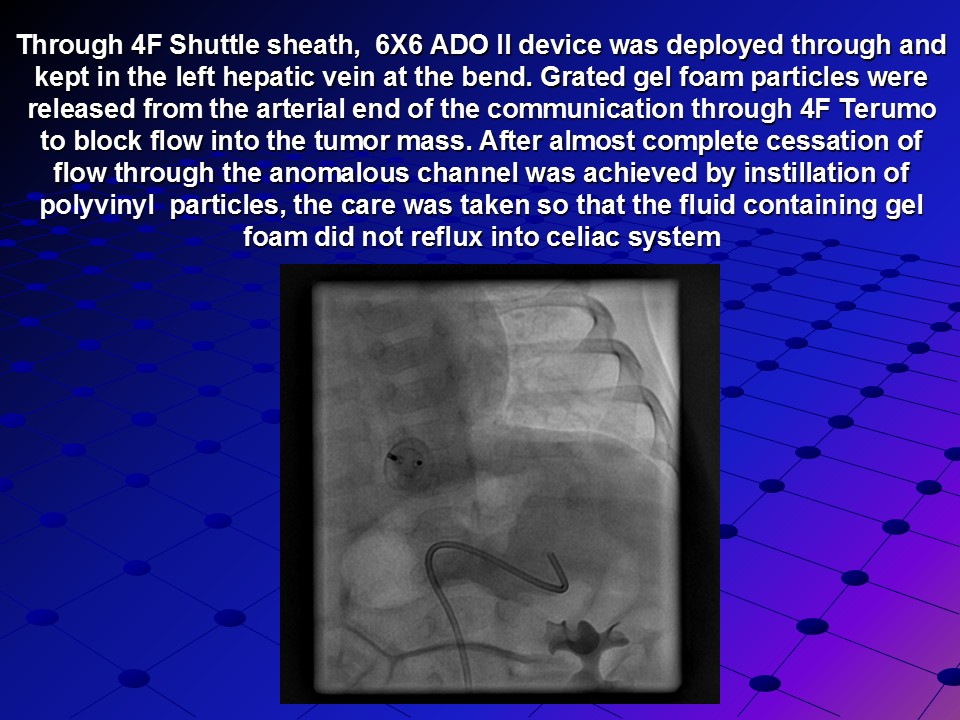 Through 4F Shuttle sheath,  6X6 ADO II device was deployed through and
kept in the left hepatic vein at the bend. Grated gel foam particles were
released from the arterial end of the communication through 4F Terumo
to block flow into the tumor mass. After almost complete cessation of
flow through the anomalous channel was achieved by instillation of
polyvinyl  particles, the care was taken so that the fluid containing gel
foam did not reflux into celiac system